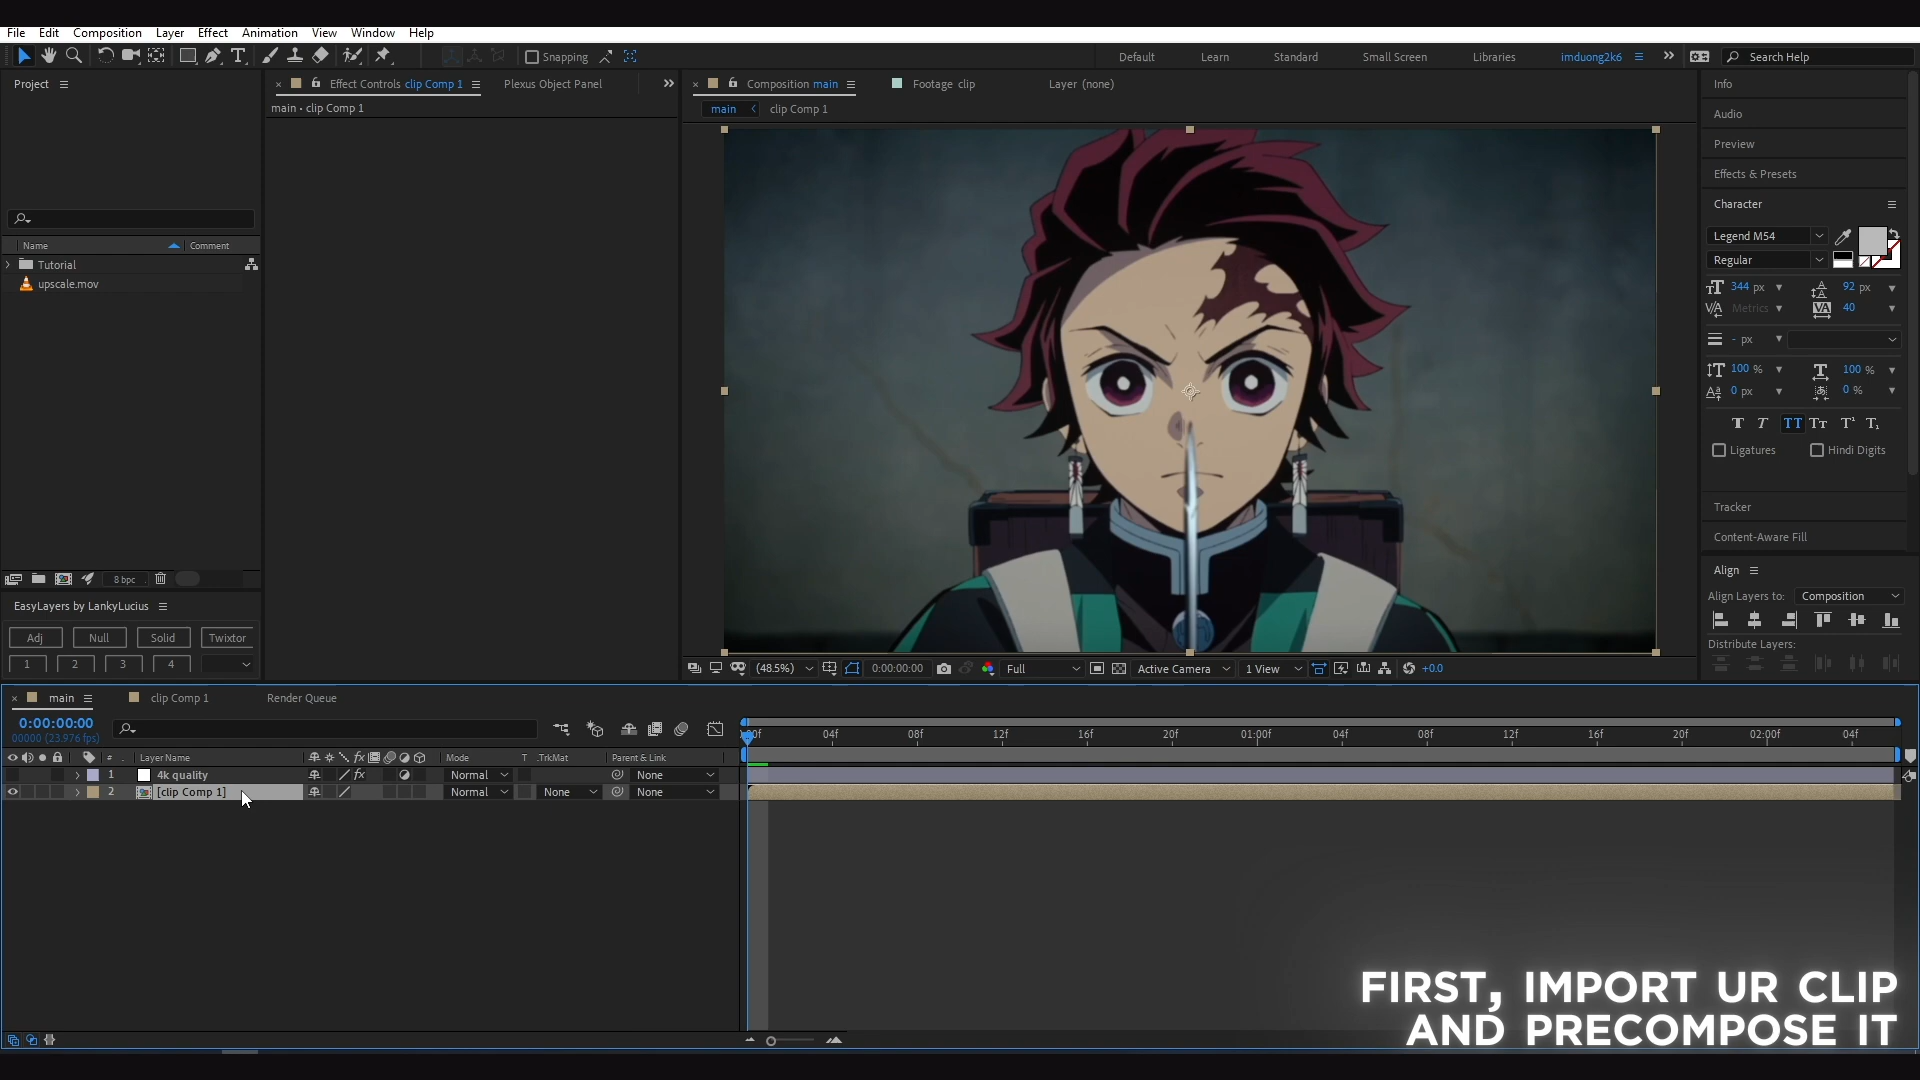 File Edit Composition Layer Effect Animation View Window Help
Snapping Default Learn Standard Small Screen Libraries imduong2k6 >> Search Help
Project Effect Controls clip Comp 1 Plexus Object Panel >> Composition main Footage clip Layer (none) Info
main • clip Comp 1 main clip Comp 1
Audio
Preview
Effects & Presets
Character
Legend M54
Regular
344 px 92 px
Metrics 40
- px
100 % 100 %
0 px 0 %
T T TT Tт T¹ T₁
Ligatures Hindi Digits
Tracker
Content-Aware Fill
Align
Align Layers to: Composition
Distribute Layers:
Name Comment
Tutorial
upscale.mov
8 bpc
EasyLayers by LankyLucius
Adj Null Solid Twixtor
1 2 3 4
(48.5%) 0:00:00:00 Full Active Camera 1 View +0.0
main clip Comp 1 Render Queue
0:00:00:00
00000 (23.976 fps)
:00f 04f 08f 12f 16f 20f 01:00f 04f 08f 12f 16f 20f 02:00f 04f
# Layer Name fx Mode T .TrkMat Parent & Link
1 4k quality fx Normal None
2 [clip Comp 1] Normal None None
FIRST, IMPORT UR CLIP
AND PRECOMPOSE IT